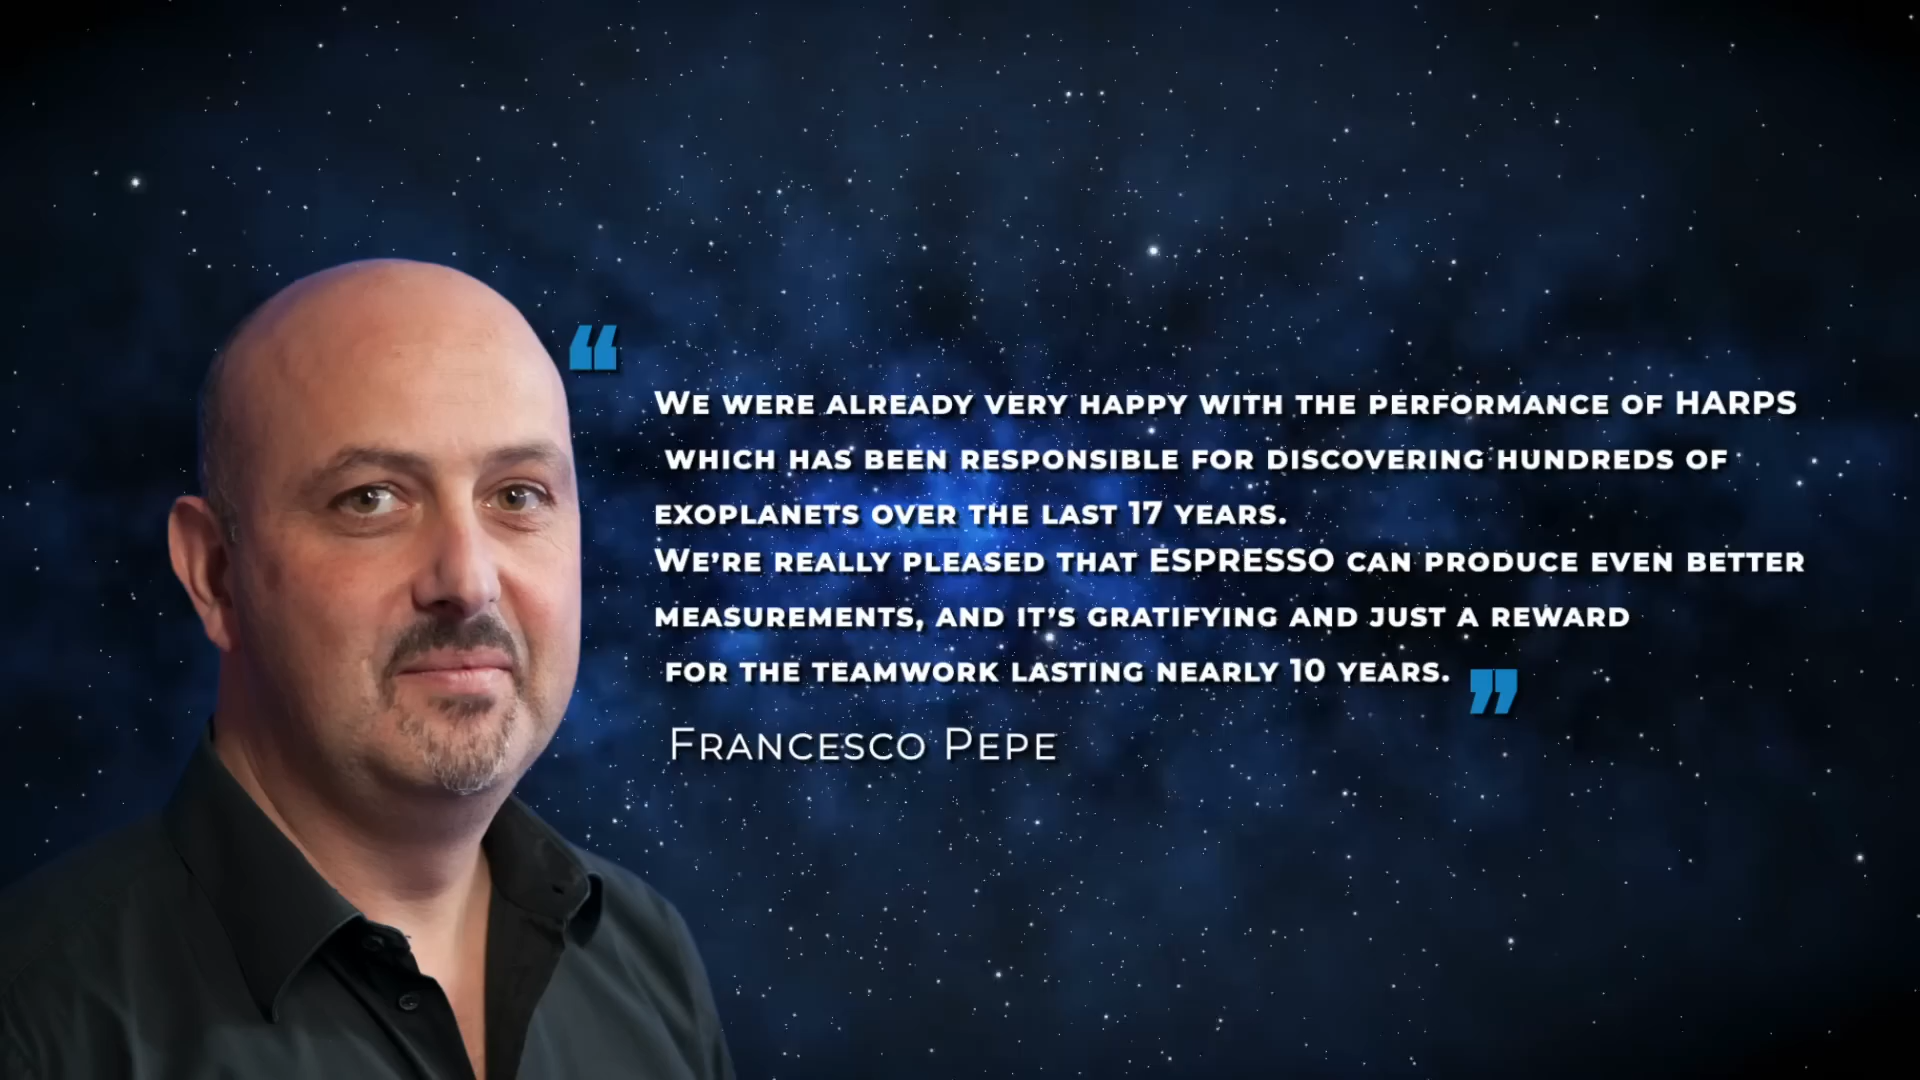 “
We were already very happy with the performance of HARPS
which has been responsible for discovering hundreds of
exoplanets over the last 17 years.
We’re really pleased that ESPRESSO can produce even better
measurements, and it’s gratifying and just a reward
for the teamwork lasting nearly 10 years. ”
Francesco Pepe